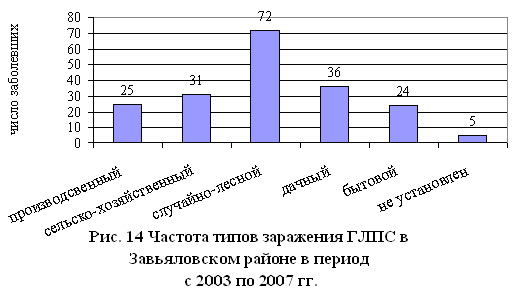 число заболевших
80
70
60
50
40
30
20
10
0
25
31
72
36
24
5
произодсвенный
сельско-хозяйственный
случайно-лесной
дачный
бытовой
не установлен
Рис. 14 Частота типов заражения ГЛПС в
Завьяловском районе в период
с 2003 по 2007 гг.